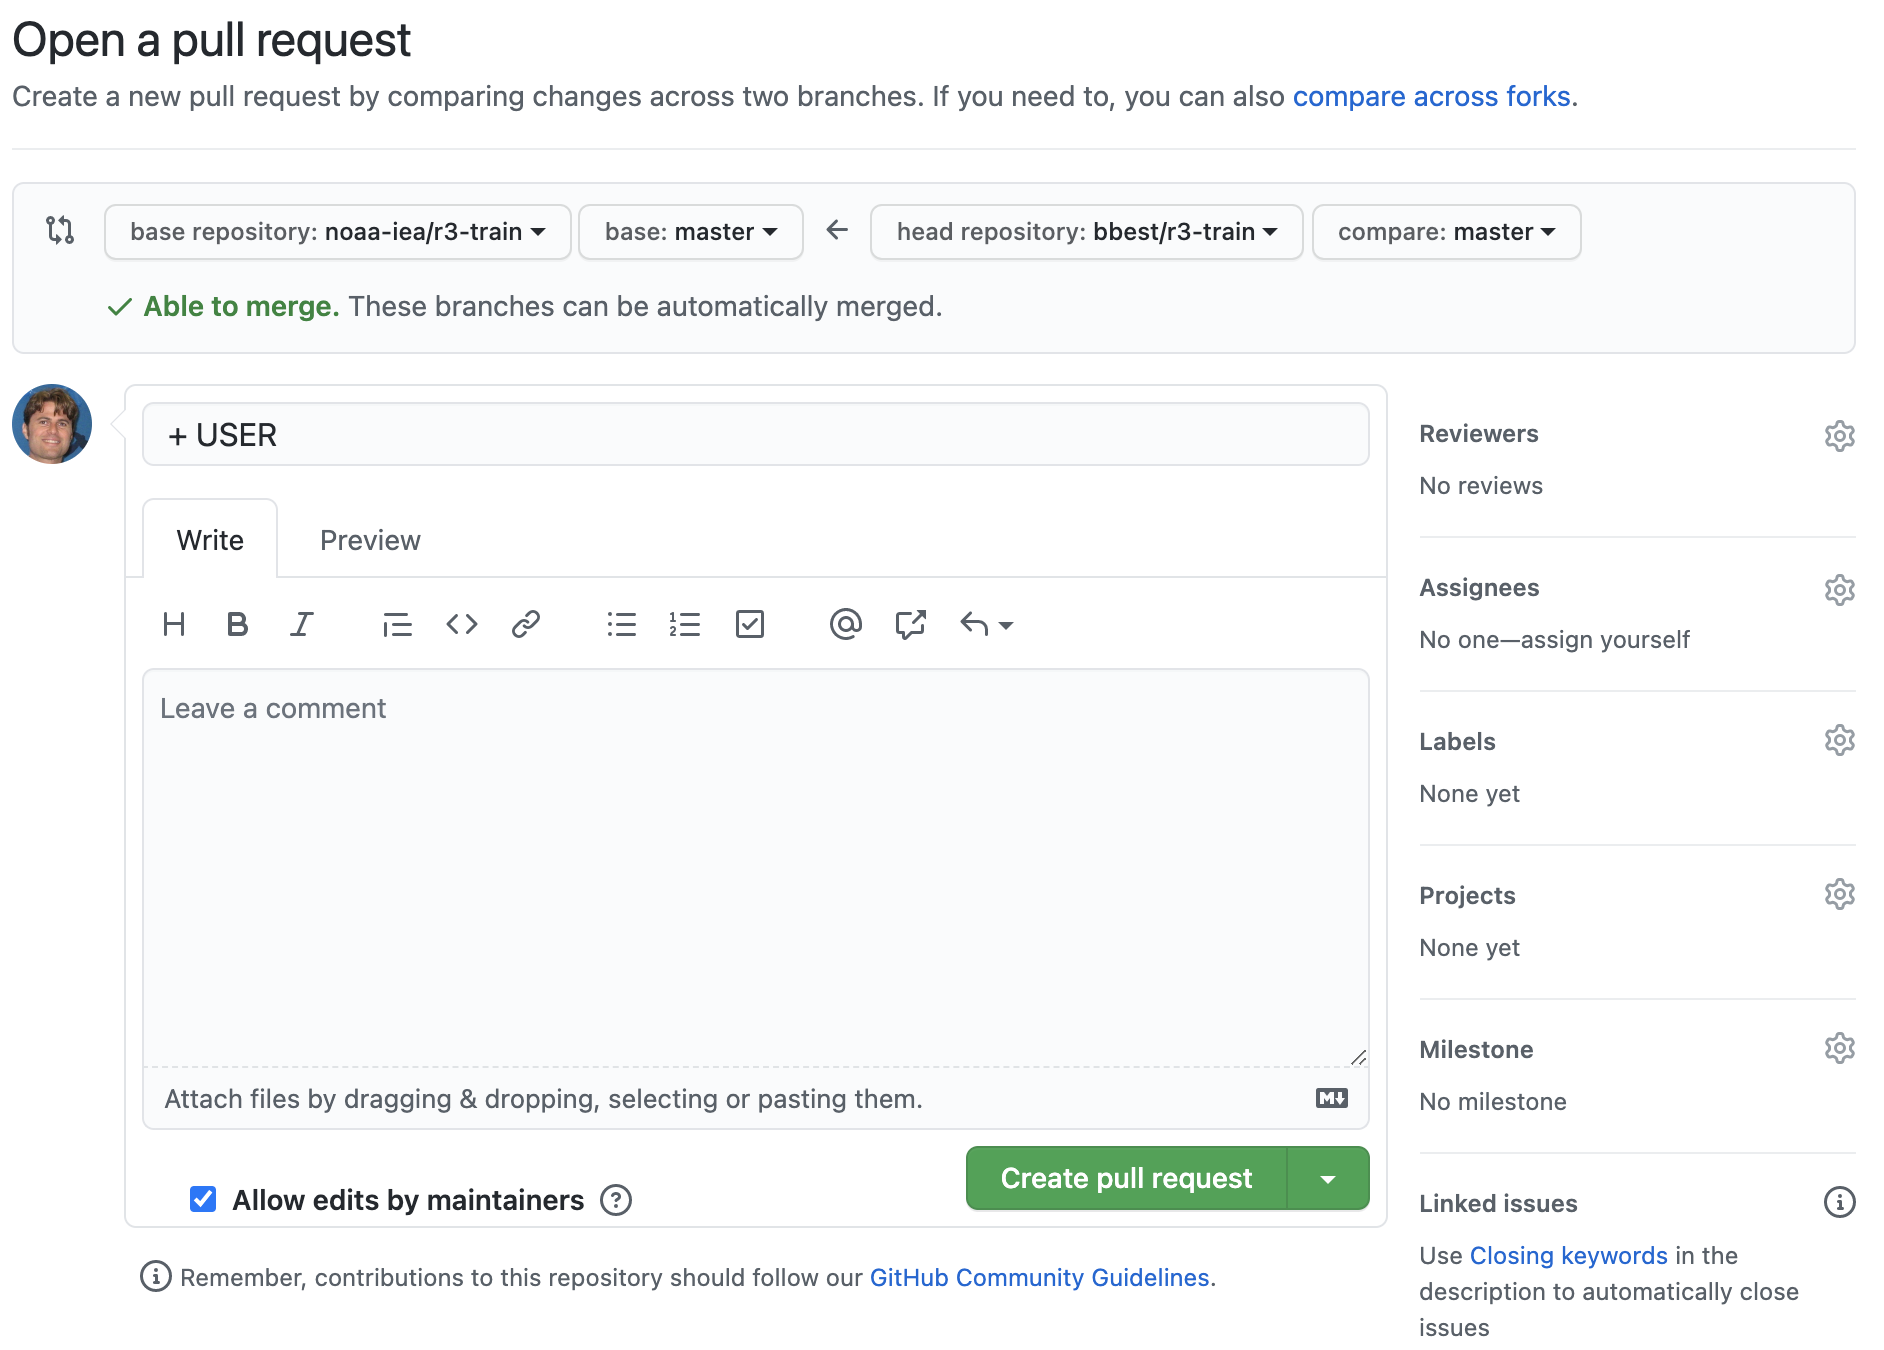 Open a pull request
Create a new pull request by comparing changes across two branches. If you need to, you can also compare across forks.
base repository: noaa-iea/r3-train base: master ← head repository: bbest/r3-train compare: master
Able to merge. These branches can be automatically merged.
+ USER
Write Preview
Leave a comment
Attach files by dragging & dropping, selecting or pasting them.
Allow edits by maintainers
Create pull request
Remember, contributions to this repository should follow our GitHub Community Guidelines.
Reviewers
No reviews
Assignees
No one—assign yourself
Labels
None yet
Projects
None yet
Milestone
No milestone
Linked issues
Use Closing keywords in the
description to automatically close
issues